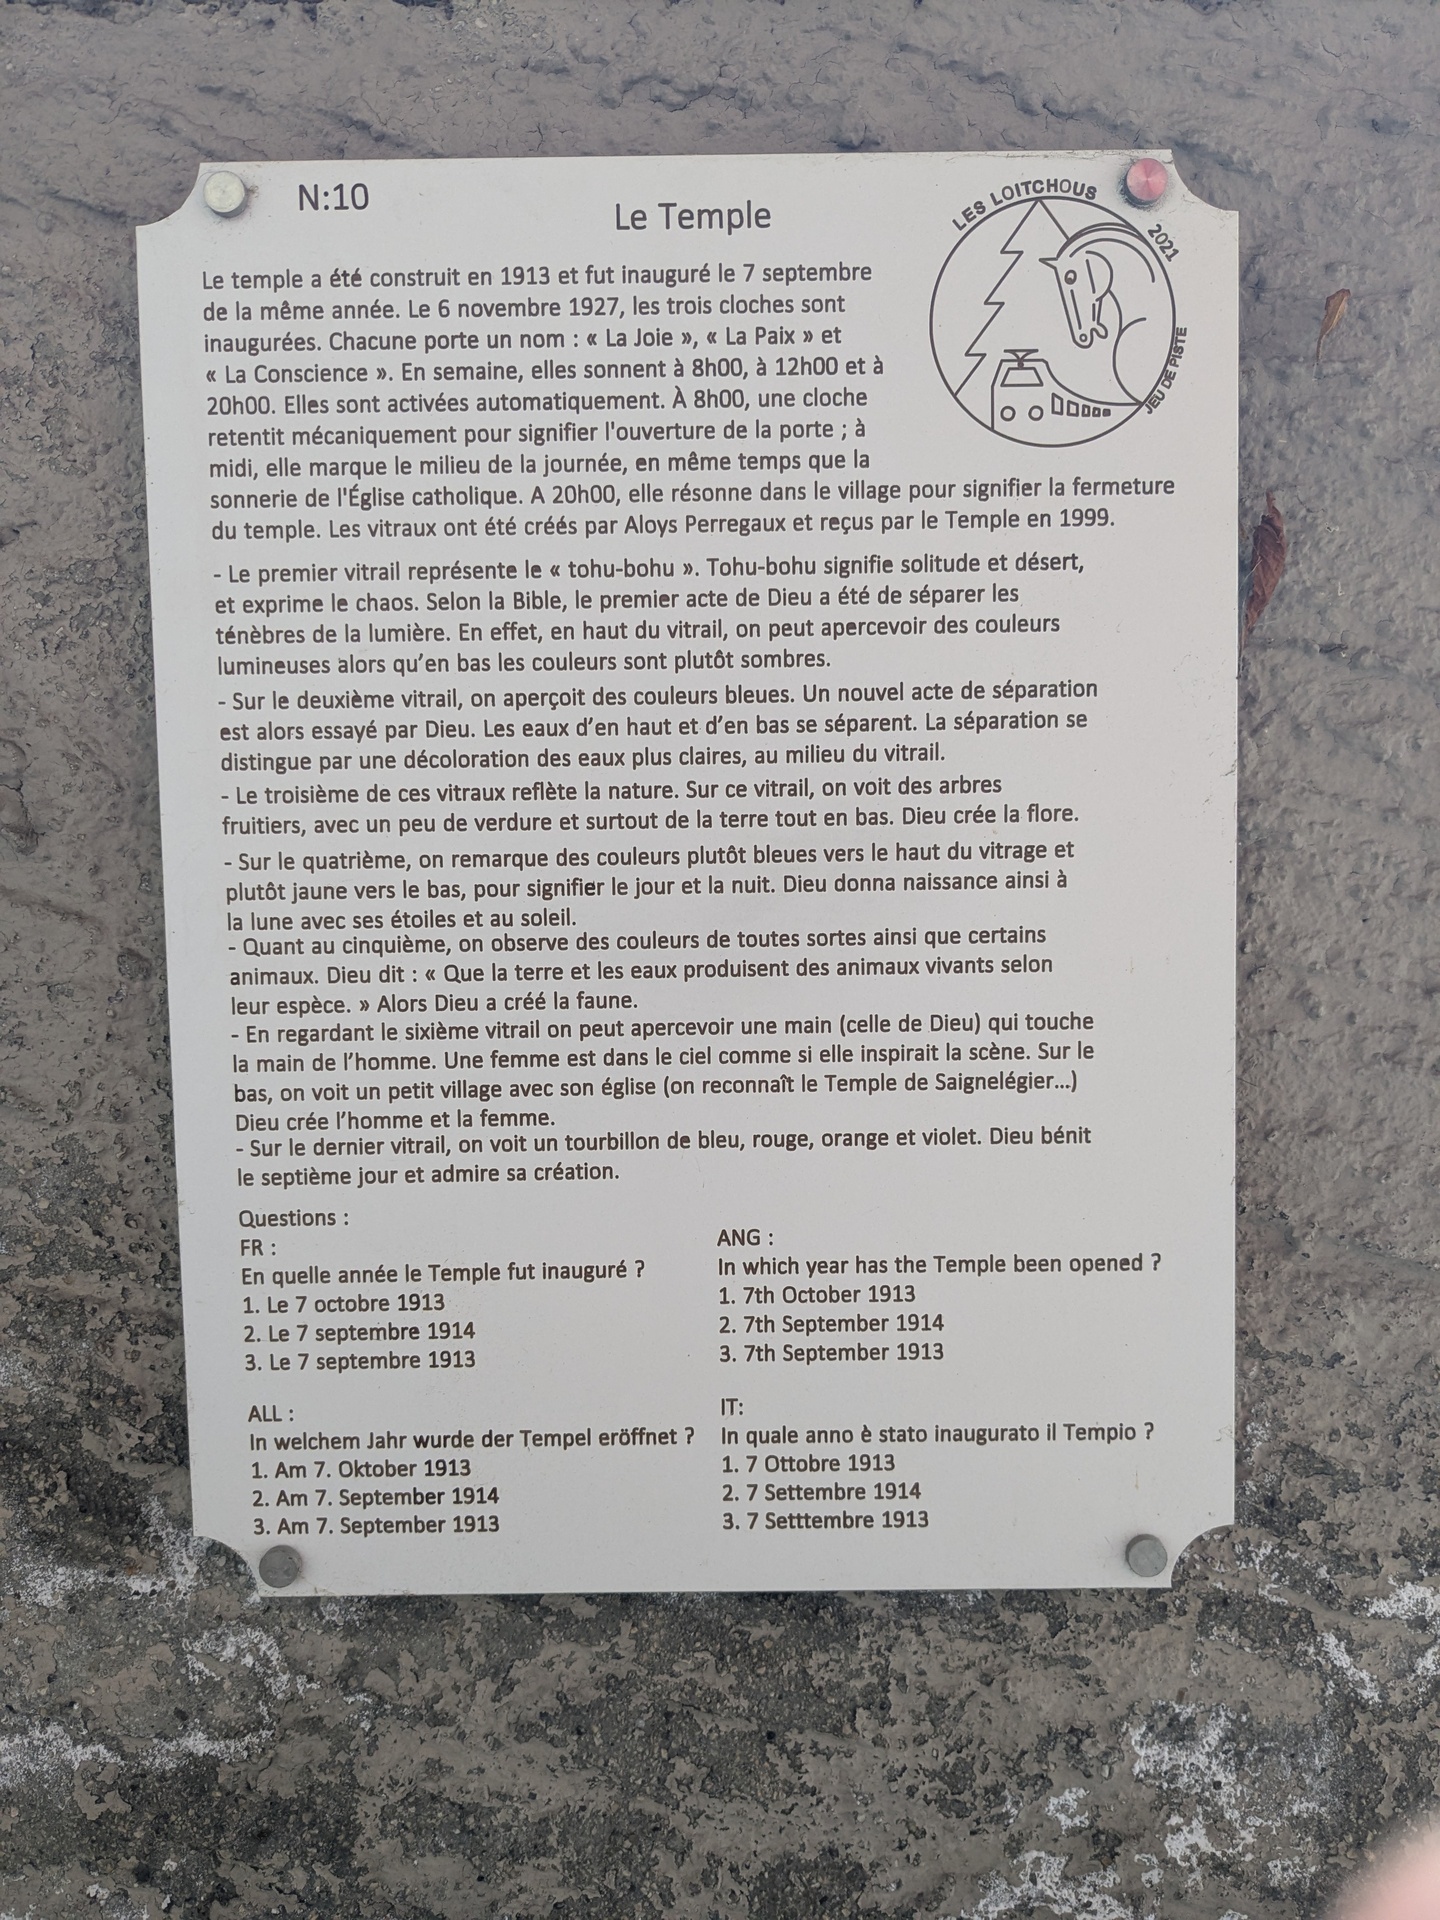 N:10
Le Temple
LES LOITCHOUS
2021
JEU DE PISTE
Le temple a été construit en 1913 et fut inauguré le 7 septembre
de la même année. Le 6 novembre 1927, les trois cloches sont
inaugurées. Chacune porte un nom : « La Joie », « La Paix » et
« La Conscience ». En semaine, elles sonnent à 8h00, à 12h00 et à
20h00. Elles sont activées automatiquement. À 8h00, une cloche
retentit mécaniquement pour signifier l'ouverture de la porte ; à
midi, elle marque le milieu de la journée, en même temps que la
sonnerie de l'Église catholique. A 20h00, elle résonne dans le village pour signifier la fermeture
du temple. Les vitraux ont été créés par Aloys Perregaux et reçus par le Temple en 1999.
- Le premier vitrail représente le « tohu-bohu ». Tohu-bohu signifie solitude et désert,
et exprime le chaos. Selon la Bible, le premier acte de Dieu a été de séparer les
ténèbres de la lumière. En effet, en haut du vitrail, on peut apercevoir des couleurs
lumineuses alors qu’en bas les couleurs sont plutôt sombres.
- Sur le deuxième vitrail, on aperçoit des couleurs bleues. Un nouvel acte de séparation
est alors essayé par Dieu. Les eaux d’en haut et d’en bas se séparent. La séparation se
distingue par une décoloration des eaux plus claires, au milieu du vitrail.
- Le troisième de ces vitraux reflète la nature. Sur ce vitrail, on voit des arbres
fruitiers, avec un peu de verdure et surtout de la terre tout en bas. Dieu crée la flore.
- Sur le quatrième, on remarque des couleurs plutôt bleues vers le haut du vitrage et
plutôt jaune vers le bas, pour signifier le jour et la nuit. Dieu donna naissance ainsi à
la lune avec ses étoiles et au soleil.
- Quant au cinquième, on observe des couleurs de toutes sortes ainsi que certains
animaux. Dieu dit : « Que la terre et les eaux produisent des animaux vivants selon
leur espèce. » Alors Dieu a créé la faune.
- En regardant le sixième vitrail on peut apercevoir une main (celle de Dieu) qui touche
la main de l’homme. Une femme est dans le ciel comme si elle inspirait la scène. Sur le
bas, on voit un petit village avec son église (on reconnaît le Temple de Saignelégier...)
Dieu crée l’homme et la femme.
- Sur le dernier vitrail, on voit un tourbillon de bleu, rouge, orange et violet. Dieu bénit
le septième jour et admire sa création.
Questions :
FR :
En quelle année le Temple fut inauguré ?
1. Le 7 octobre 1913
2. Le 7 septembre 1914
3. Le 7 septembre 1913
ANG :
In which year has the Temple been opened ?
1. 7th October 1913
2. 7th September 1914
3. 7th September 1913
ALL :
In welchem Jahr wurde der Tempel eröffnet ?
1. Am 7. Oktober 1913
2. Am 7. September 1914
3. Am 7. September 1913
IT:
In quale anno è stato inaugurato il Tempio ?
1. 7 Ottobre 1913
2. 7 Settembre 1914
3. 7 Setttembre 1913